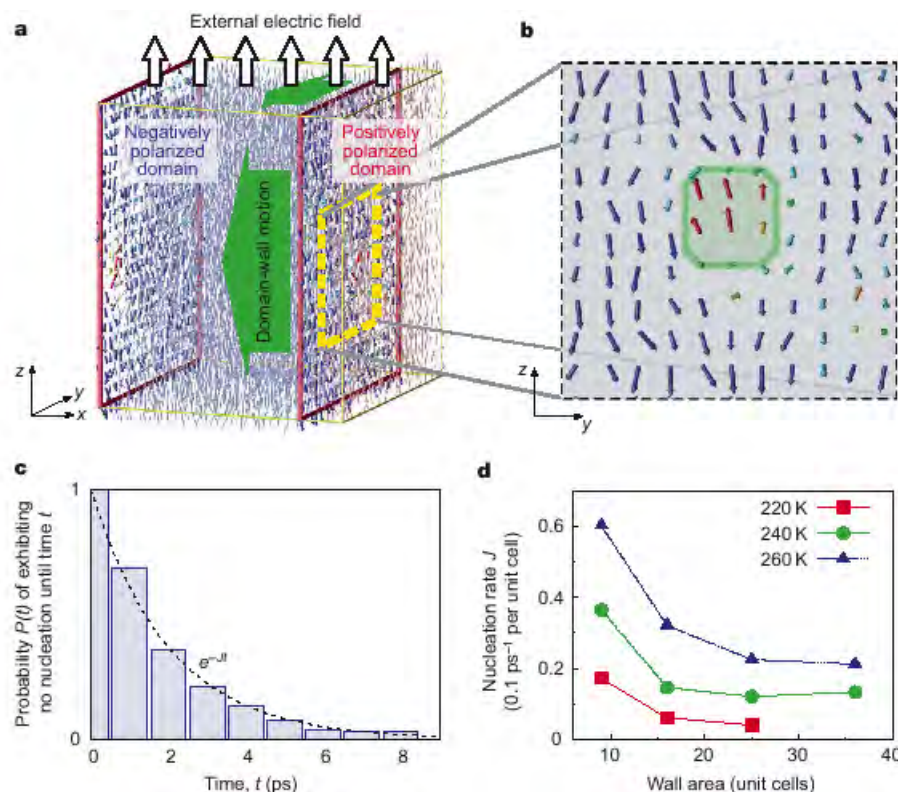 a
External electric field
Negatively
polarized
domain
Positively
polarized
domain
Domain-wall motion
z
y
x
b
z
y
c
1
0
Probability P(t) of exhibiting
no nucleation until time t
e^–Jt
0 2 4 6 8
Time, t (ps)
d
220 K
240 K
260 K
0.6
0.4
0.2
0
Nucleation rate J
(0.1 ps⁻¹ per unit cell)
10 20 30 40
Wall area (unit cells)